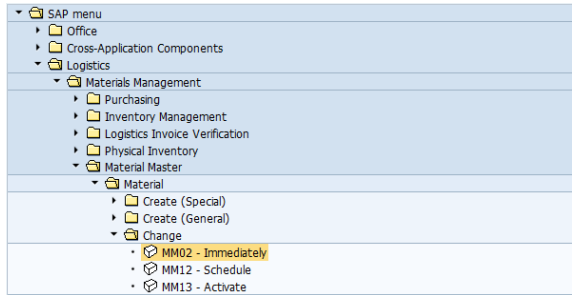 SAP menu
Office
Cross-Application Components
Logistics
Materials Management
Purchasing
Inventory Management
Logistics Invoice Verification
Physical Inventory
Material Master
Material
Create (Special)
Create (General)
Change
MM02 - Immediately
MM12 - Schedule
MM13 - Activate